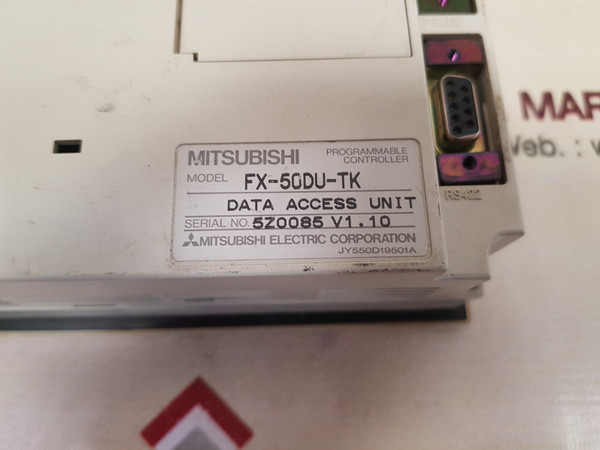 MITSUBISHI PROGRAMMABLE CONTROLLER
MODEL FX-50DU-TK
DATA ACCESS UNIT
SERIAL NO. 5Z0085 V1.10
MITSUBISHI ELECTRIC CORPORATION
JY550D19501A
RS422
MAR
Web. : w